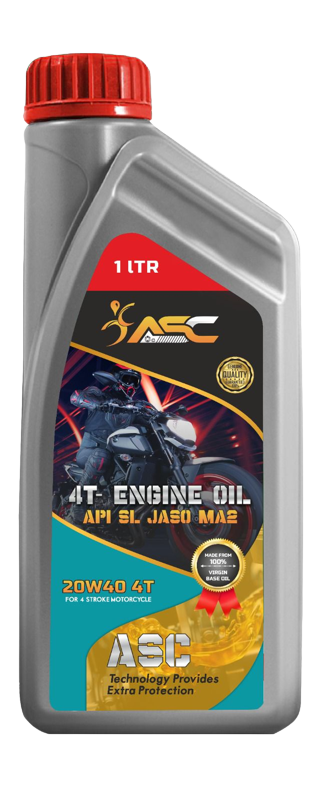 1 LTR
ASC
GENUINE
QUALITY
4T- ENGINE OIL
API SL JASO MA2
MADE FROM
100%
VIRGIN
BASE OIL
20W40 4T
FOR 4 STROKE MOTORCYCLE
ASC
Technology Provides
Extra Protection